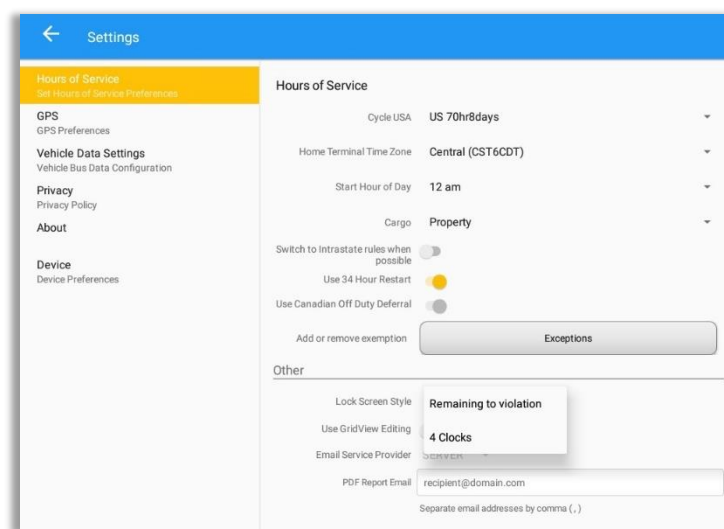 Settings
Hours of Service
Set Hours of Service Preferences
GPS
GPS Preferences
Vehicle Data Settings
Vehicle Bus Data Configuration
Privacy
Privacy Policy
About
Device
Device Preferences
Hours of Service
Cycle USA US 70hr8days
Home Terminal Time Zone Central (CST6CDT)
Start Hour of Day 12 am
Cargo Property
Switch to Intrastate rules when
possible
Use 34 Hour Restart
Use Canadian Off Duty Deferral
Add or remove exemption Exceptions
Other
Lock Screen Style Remaining to violation
Use GridView Editing 4 Clocks
Email Service Provider SERVER
PDF Report Email recipient@domain.com
Separate email addresses by comma ( , )